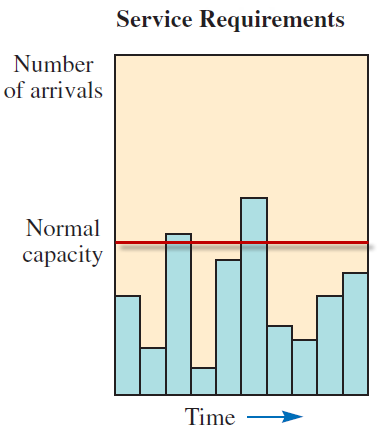 Service Requirements
Number
of arrivals
Normal
capacity
Time